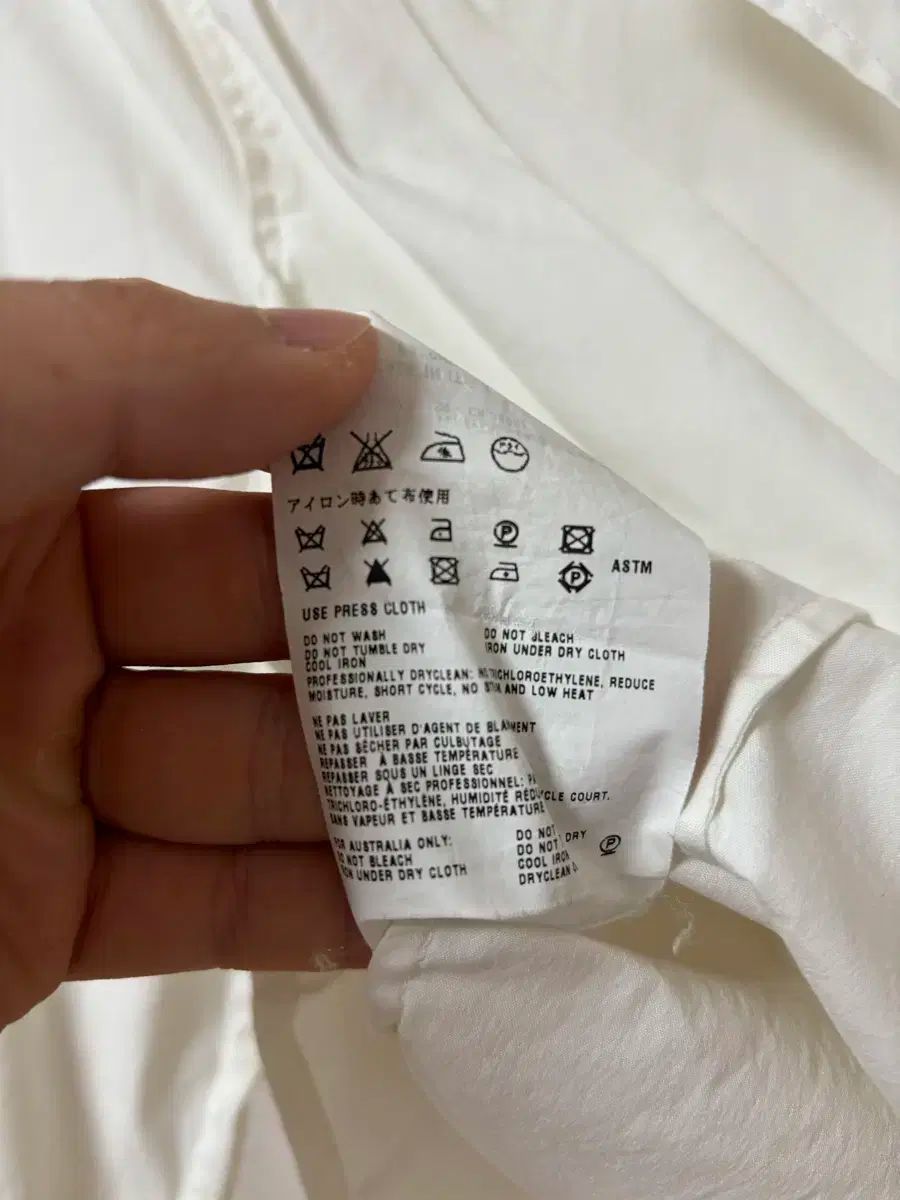 アイロン時あて布使用
ASTM
USE PRESS CLOTH
DO NOT WASH
DO NOT TUMBLE DRY
COOL IRON
DO NOT BLEACH
IRON UNDER DRY CLOTH
PROFESSIONALLY DRYCLEAN: TRICHLOROETHYLENE, REDUCE
MOISTURE, SHORT CYCLE, NO AND LOW HEAT
NE PAS LAVER
NE PAS UTILISER D'AGENT DE
NE PAS SÉCHER PAR CULBUTAGE
REPASSER À BASSE TEMPÉRATURE
REPASSER SOUS UN LINGE SEC
NETTOYAGE À SEC PROFESSIONNEL:
TRICHLORO-ÉTHYLÈNE, HUMIDITÉ COURT.
SANS VAPEUR ET BASSE TEMPÉRATURE
FOR AUSTRALIA ONLY:
DO NOT BLEACH
IRON UNDER DRY CLOTH
DO NOT
DO NOT DRY
COOL IRON
DRYCLEAN
P